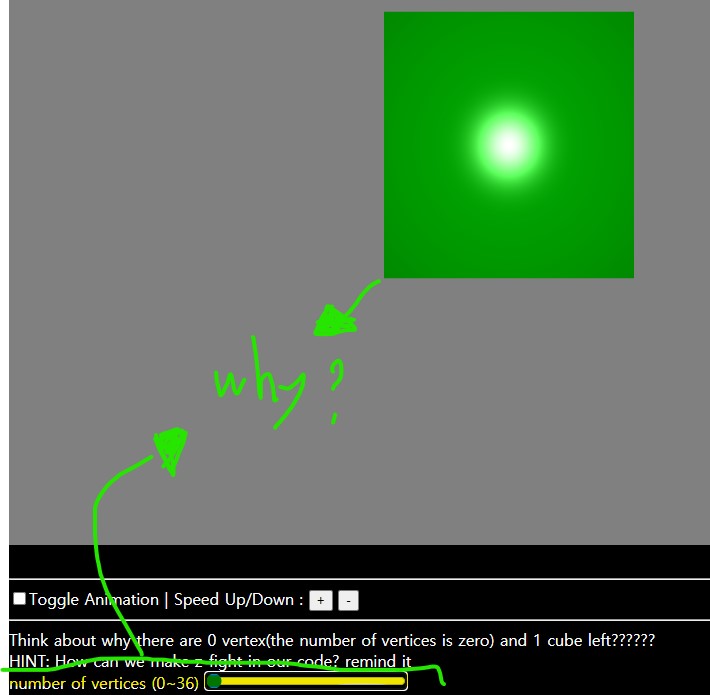 why?
Toggle Animation | Speed Up/Down : + -
Think about why there are 0 vertex(the number of vertices is zero) and 1 cube left??????
HINT: How can we make z-fight in our code? remind it
number of vertices (0~36)